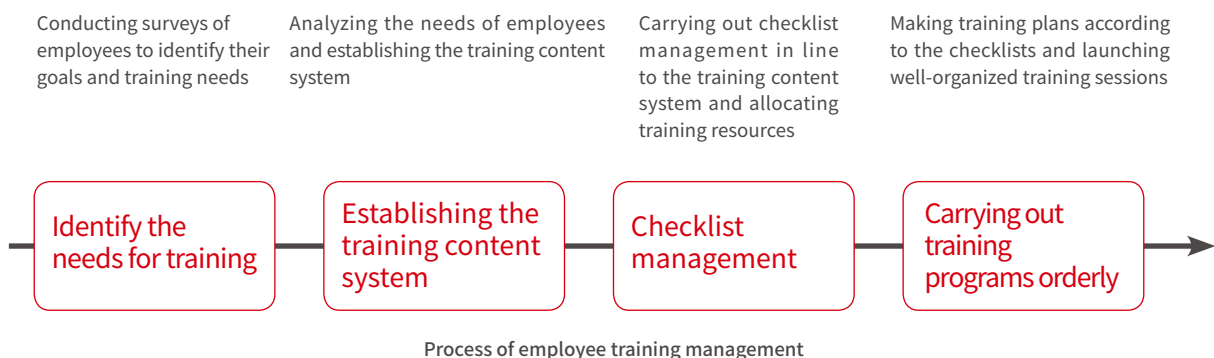 Conducting surveys of
employees to identify their
goals and training needs
Analyzing the needs of employees
and establishing the training content
system
Carrying out checklist
management in line
to the training content
system and allocating
training resources
Making training plans according
to the checklists and launching
well-organized training sessions
Identify the
needs for training
Establishing the
training content
system
Checklist
management
Carrying out
training
programs orderly
Process of employee training management